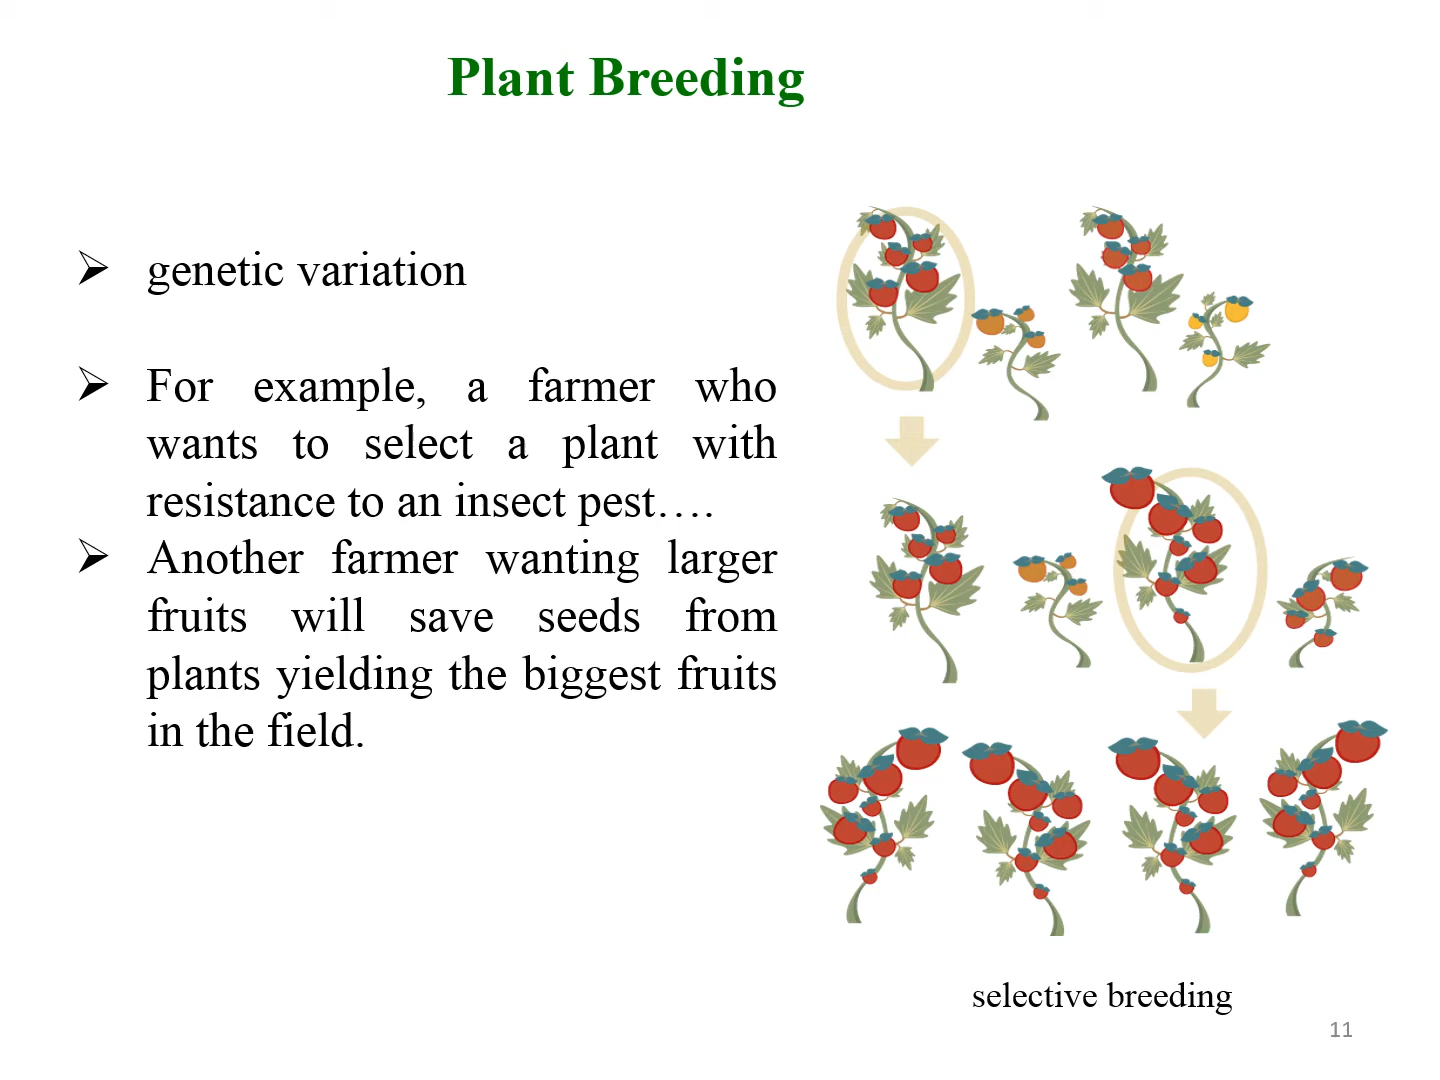 Plant Breeding
genetic variation
For example, a farmer who
wants to select a plant with
resistance to an insect pest….
Another farmer wanting larger
fruits will save seeds from
plants yielding the biggest fruits
in the field.
selective breeding
11